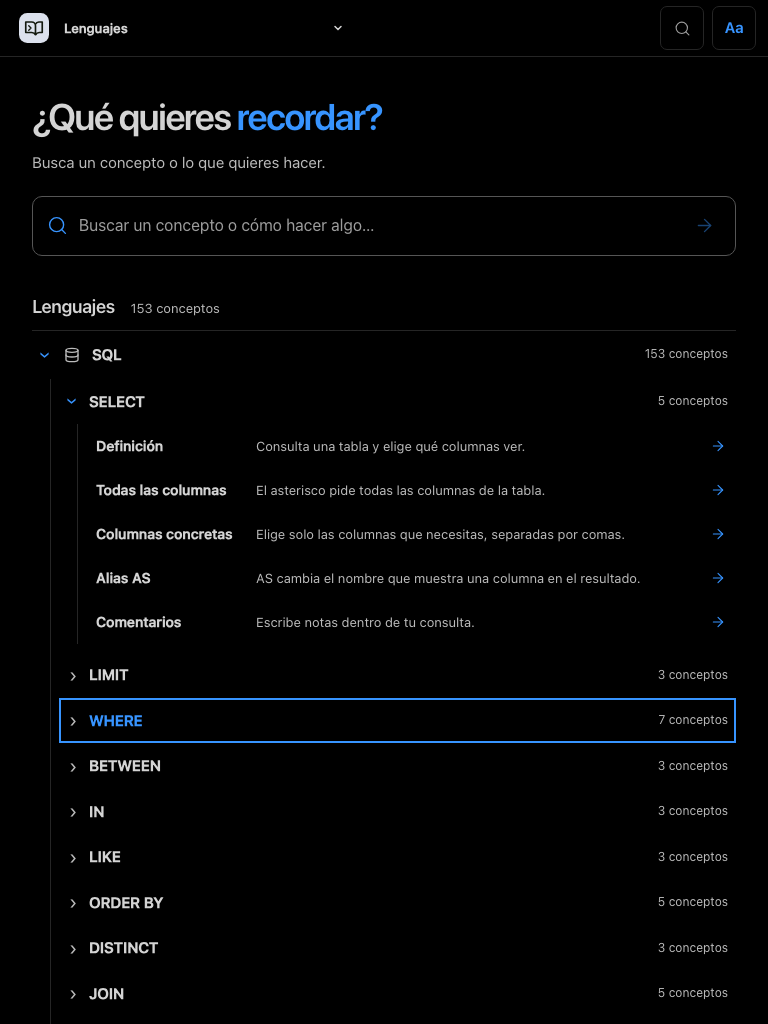 Lenguajes
Aa
¿Qué quieres recordar?
Busca un concepto o lo que quieres hacer.
Buscar un concepto o cómo hacer algo...
Lenguajes 153 conceptos
SQL 153 conceptos
SELECT 5 conceptos
Definición Consulta una tabla y elige qué columnas ver.
Todas las columnas El asterisco pide todas las columnas de la tabla.
Columnas concretas Elige solo las columnas que necesitas, separadas por comas.
Alias AS AS cambia el nombre que muestra una columna en el resultado.
Comentarios Escribe notas dentro de tu consulta.
LIMIT 3 conceptos
WHERE 7 conceptos
BETWEEN 3 conceptos
IN 3 conceptos
LIKE 3 conceptos
ORDER BY 5 conceptos
DISTINCT 3 conceptos
JOIN 5 conceptos